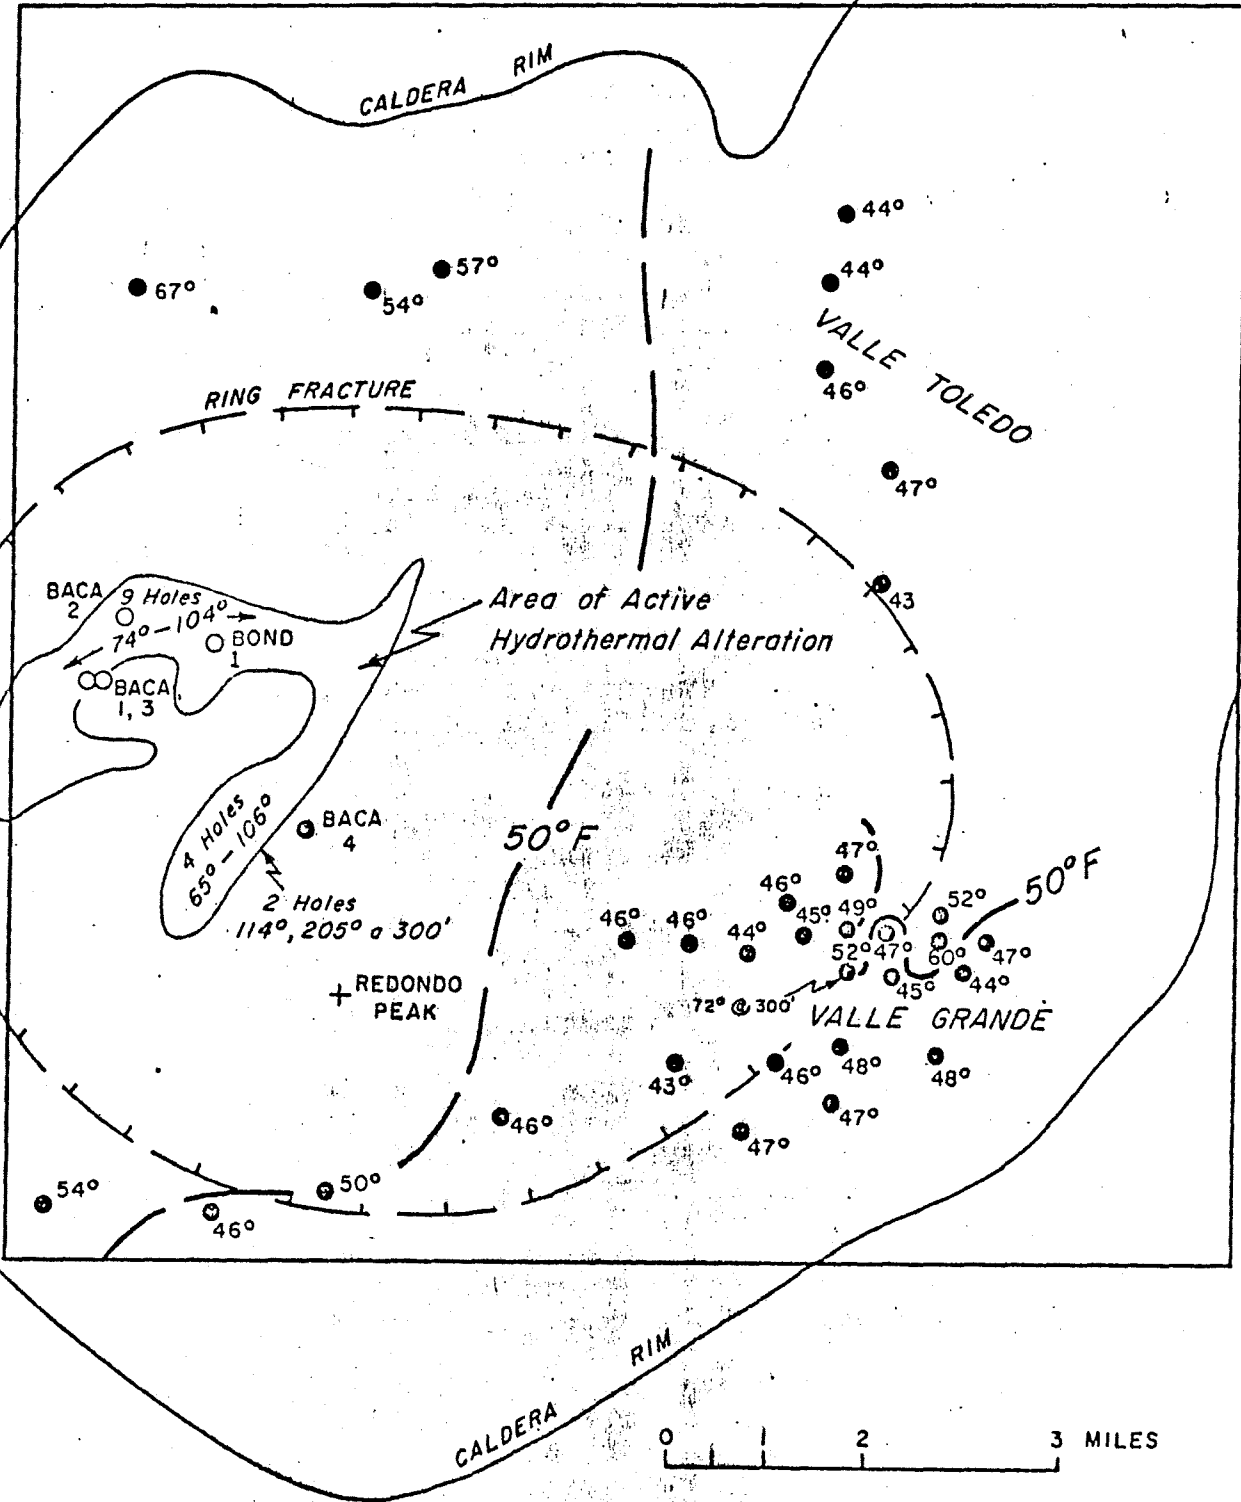 CALDERA RIM
44°
44°
57°
67°
54°
VALLE TOLEDO
46°
RING FRACTURE
47°
43
BACA
2
9 Holes
74°-104°
BOND
1
BACA
1, 3
Area of Active
Hydrothermal Alteration
4 Holes
65°-106°
BACA
4
50°F
2 Holes
114°, 205° @ 300'
REDONDO
PEAK
47°
46°
45°
49°
52°
50°F
46°
46°
44°
52°
47°
60°
47°
45°
44°
72° @ 300'
VALLE GRANDE
43°
46°
48°
48°
46°
47°
47°
54°
50°
46°
CALDERA RIM
0 1 2 3 MILES